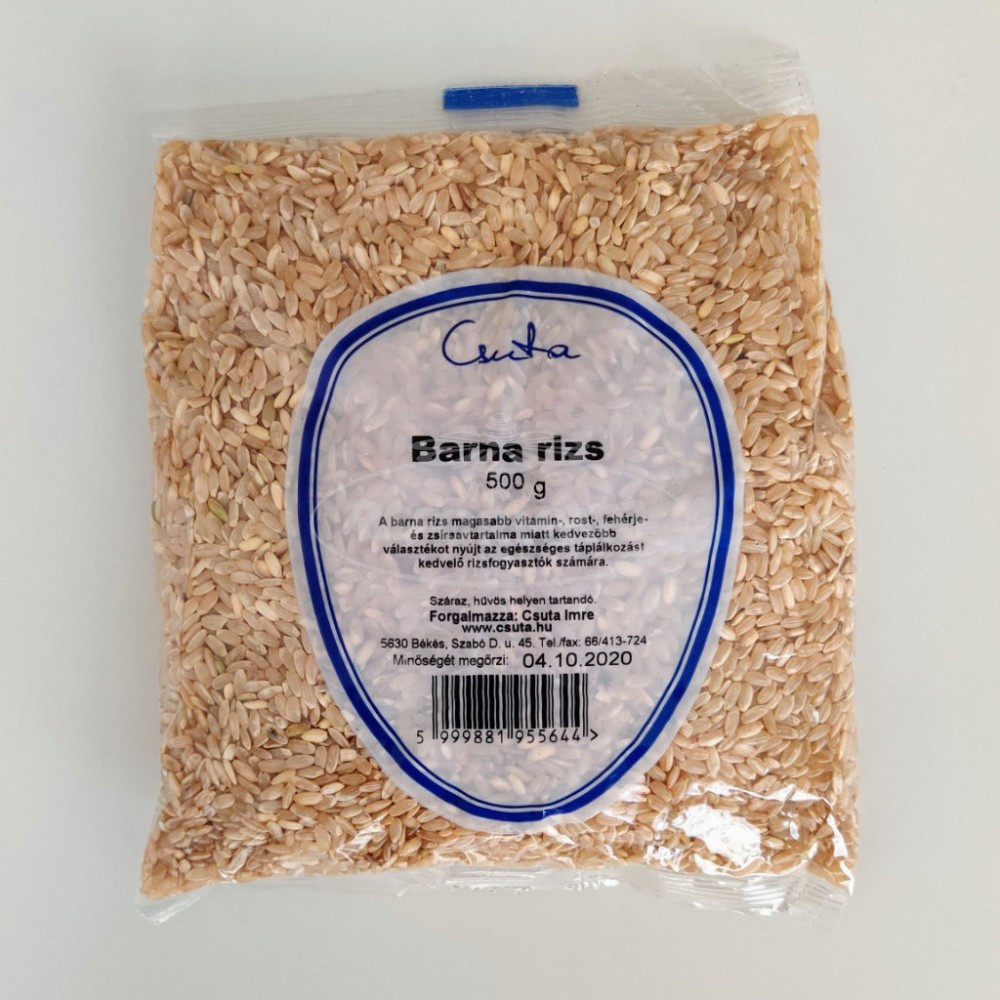 Csuta
Barna rizs
500 g
A barna rizs magasabb vitamin-, rost-, fehérje-
és zsírsavtartalma miatt kedvezőbb
választékot nyújt az egészséges táplálkozást
kedvelő rizsfogyasztók számára.
Száraz, hűvös helyen tartandó.
Forgalmazza: Csuta Imre
www.csuta.hu
5630 Békés, Szabó D. u. 45. Tel./fax: 66/413-724
Minőségét megőrzi: 04.10.2020
5 999881 955644 >